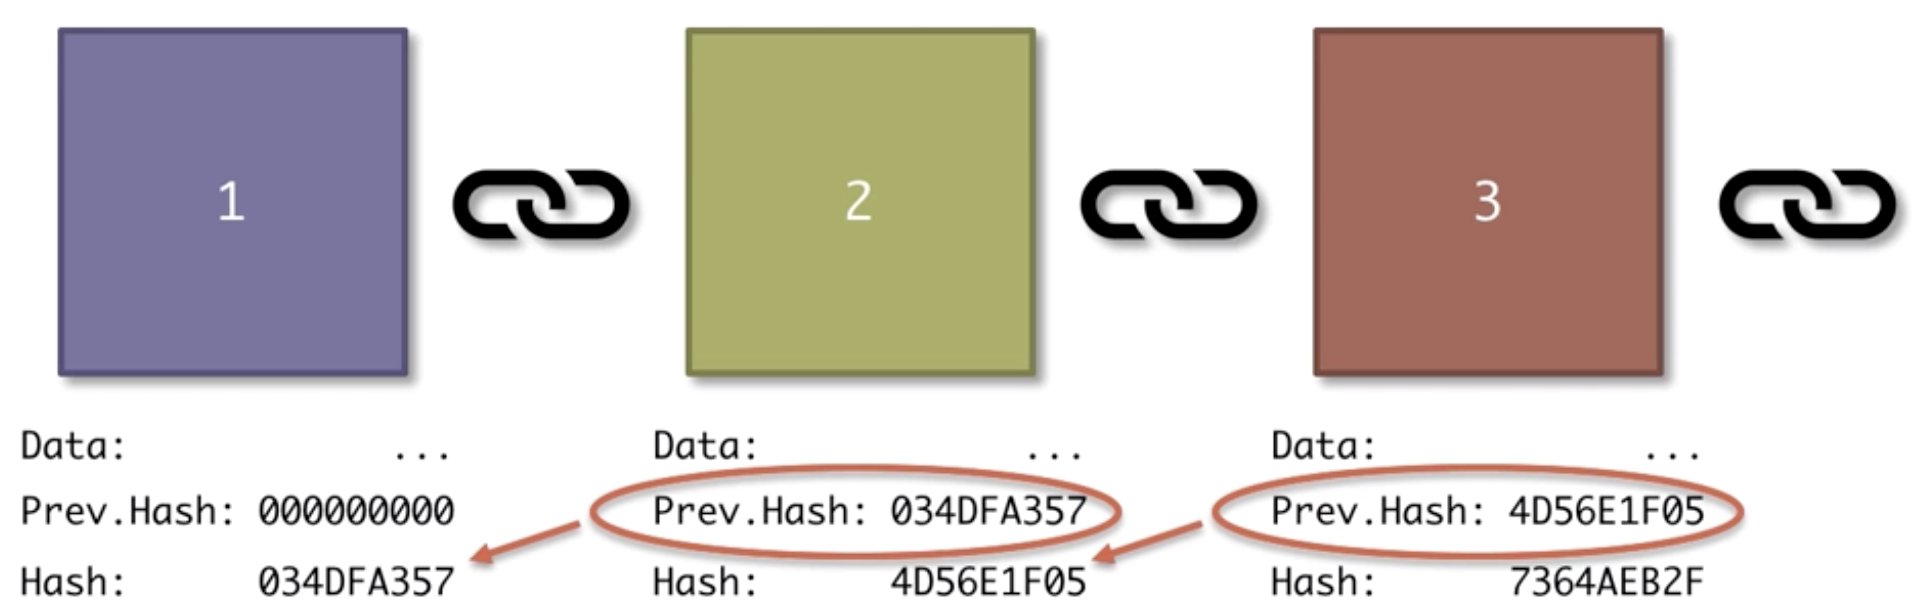 1
2
3
Data: ...
Prev.Hash: 000000000
Hash: 034DFA357
Data: ...
Prev.Hash: 034DFA357
Hash: 4D56E1F05
Data: ...
Prev.Hash: 4D56E1F05
Hash: 7364AEB2F